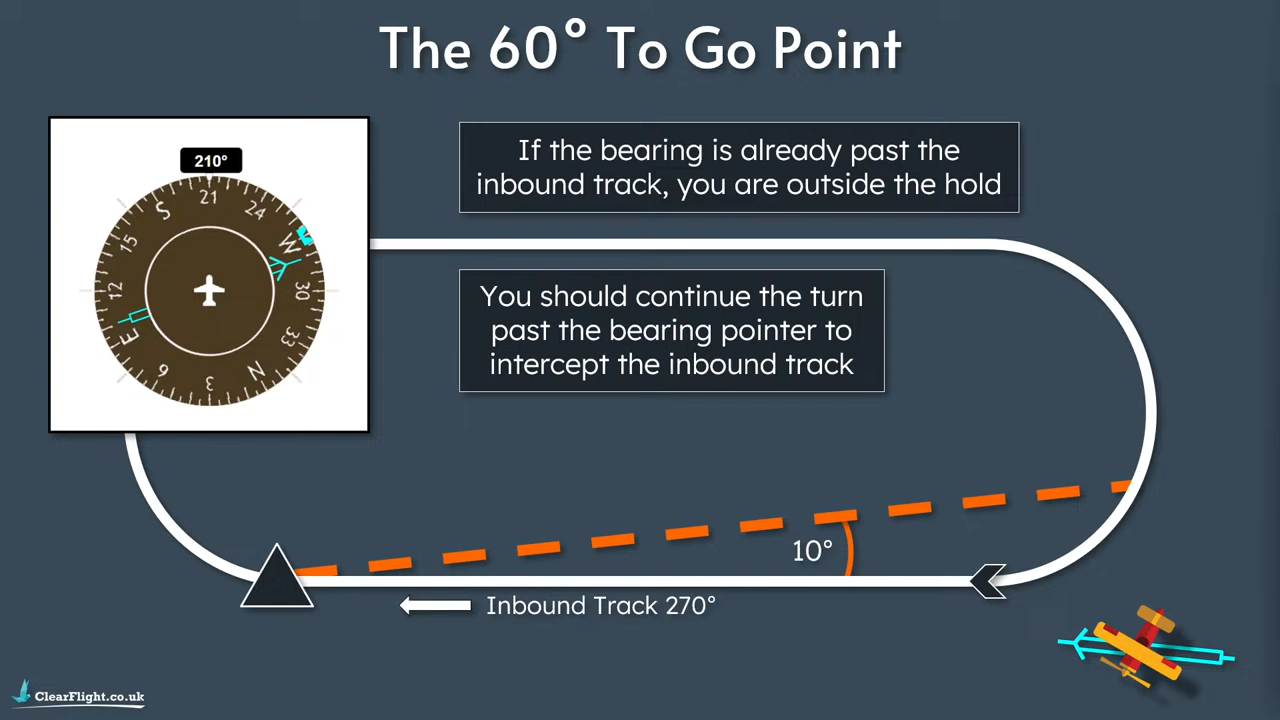 The 60° To Go Point
210°
S
21
24
W
30
33
N
3
6
E
12
15
If the bearing is already past the
inbound track, you are outside the hold
You should continue the turn
past the bearing pointer to
intercept the inbound track
10°
Inbound Track 270°
ClearFlight.co.uk